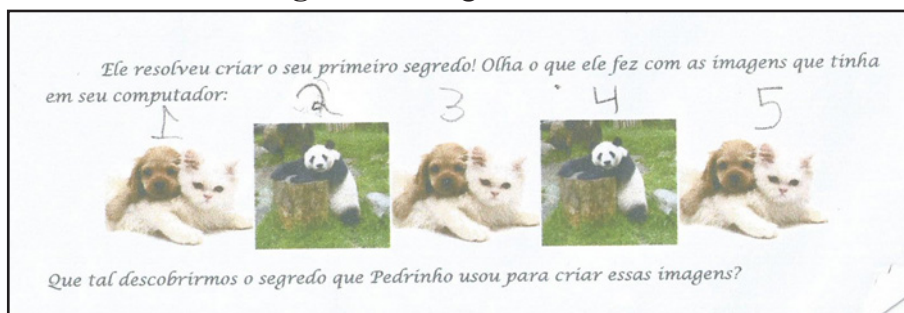 Ele resolveu criar o seu primeiro segredo! Olha o que ele fez com as imagens que tinha
em seu computador:
1 2 3 4 5
Que tal descobrirmos o segredo que Pedrinho usou para criar essas imagens?